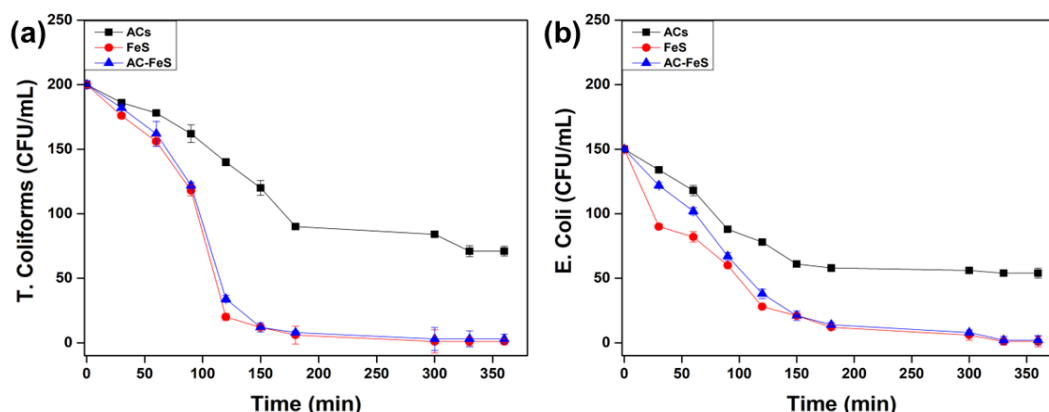 (a)
ACs
FeS
AC-FeS
T. Coliforms (CFU/mL)
250
200
150
100
50
0
0 50 100 150 200 250 300 350
Time (min)
(b)
ACs
FeS
AC-FeS
E. Coli (CFU/mL)
250
200
150
100
50
0
0 50 100 150 200 250 300 350
Time (min)